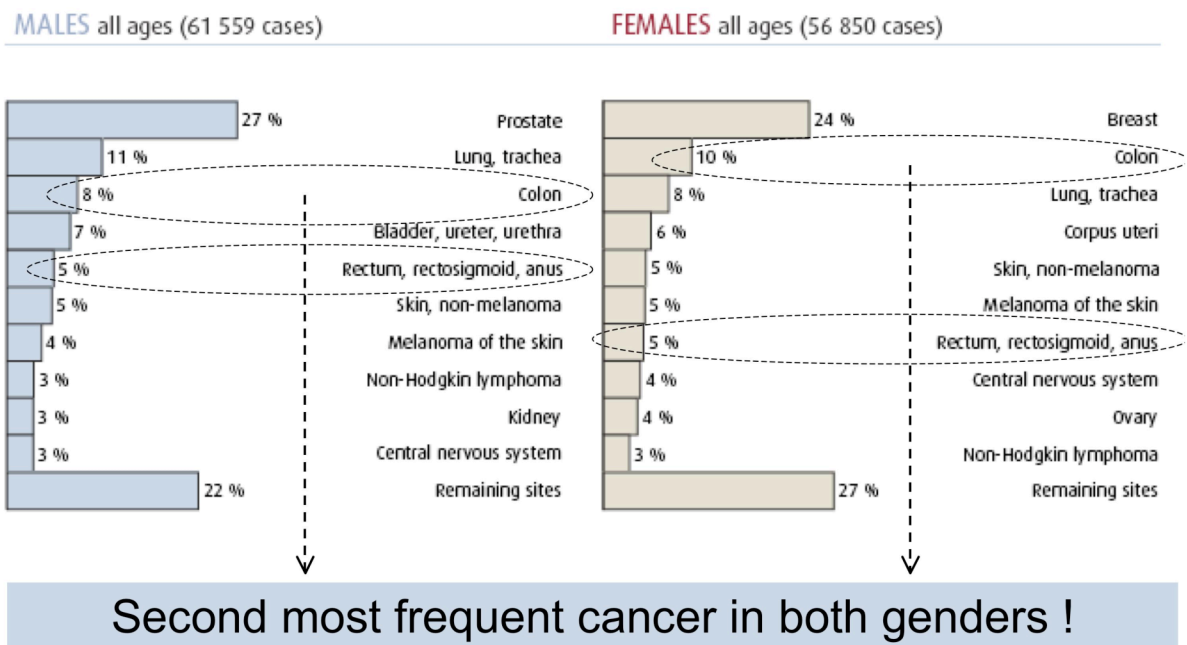 MALES all ages (61 559 cases)
27 % Prostate
11 % Lung, trachea
8 % Colon
7 % Bladder, ureter, urethra
5 % Rectum, rectosigmoid, anus
5 % Skin, non-melanoma
4 % Melanoma of the skin
3 % Non-Hodgkin lymphoma
3 % Kidney
3 % Central nervous system
22 % Remaining sites
FEMALES all ages (56 850 cases)
24 % Breast
10 % Colon
8 % Lung, trachea
6 % Corpus uteri
5 % Skin, non-melanoma
5 % Melanoma of the skin
5 % Rectum, rectosigmoid, anus
4 % Central nervous system
4 % Ovary
3 % Non-Hodgkin lymphoma
27 % Remaining sites
Second most frequent cancer in both genders !